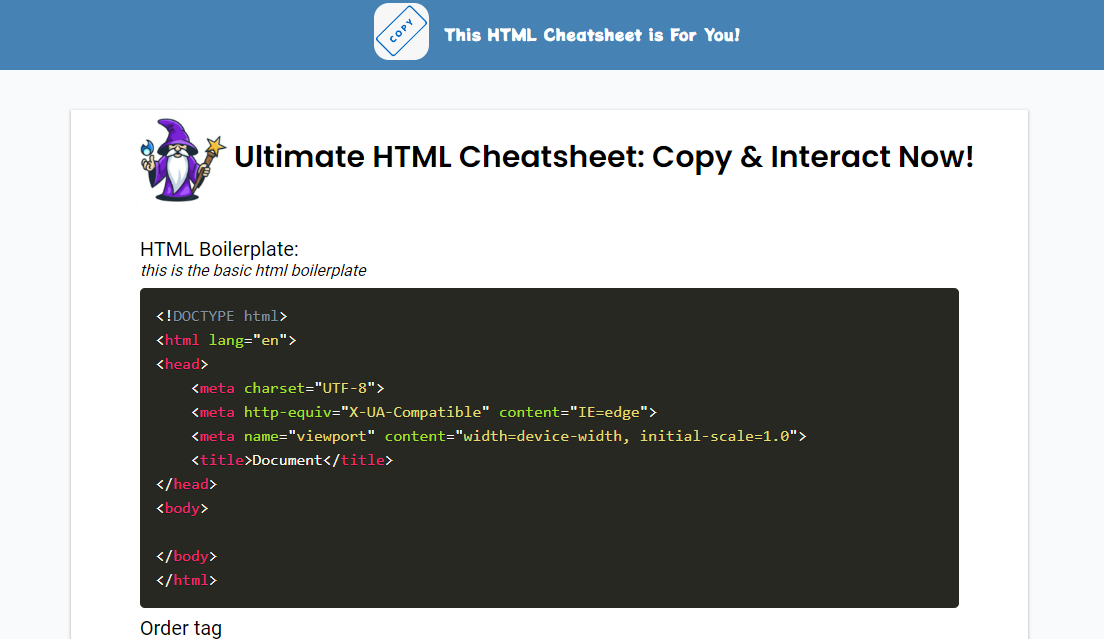 COPY
This HTML Cheatsheet is For You!
Ultimate HTML Cheatsheet: Copy & Interact Now!
HTML Boilerplate:
this is the basic html boilerplate
<!DOCTYPE html>
<html lang="en">
<head>
    <meta charset="UTF-8">
    <meta http-equiv="X-UA-Compatible" content="IE=edge">
    <meta name="viewport" content="width=device-width, initial-scale=1.0">
    <title>Document</title>
</head>
<body>

</body>
</html>
Order tag